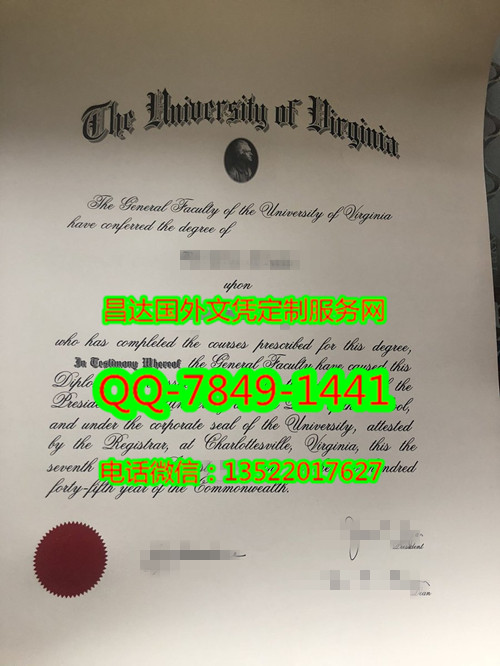 The University of Virginia
The General Faculty of the University of Virginia
have conferred the degree of
upon
昌达国外文凭定制服务网
who has completed the courses prescribed for this degree,
In Testimony Whereof the General Faculty have caused this
QQ-7849-1441
and under the corporate seal of the University, attested
by the Registrar, at Charlottesville, Virginia, this the
seventh
电话微信：13522017627
forty-fifth year of the Commonwealth.
President
Dean